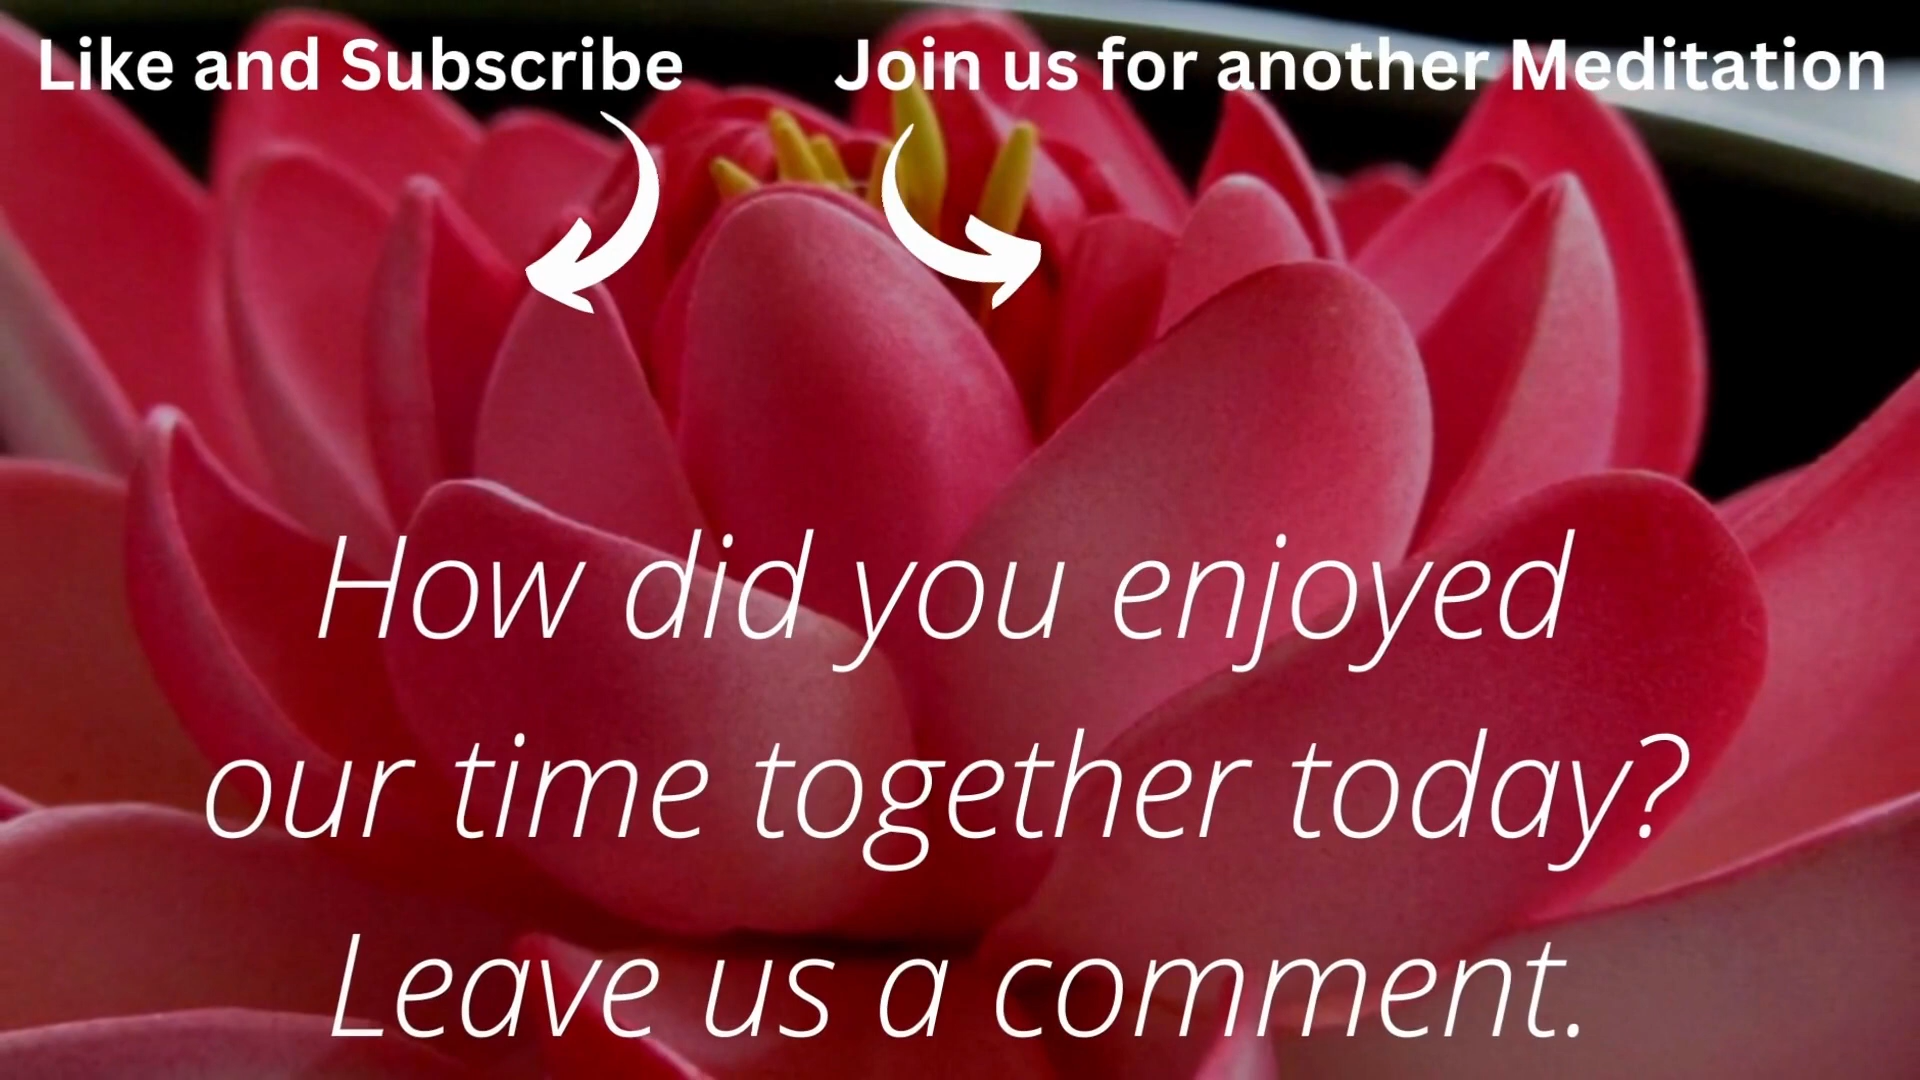 Like and Subscribe
Join us for another Meditation
How did you enjoyed
our time together today?
Leave us a comment.